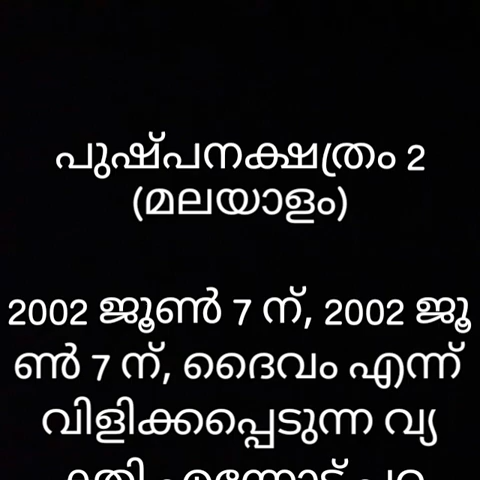 പുഷ്പനക്ഷത്രം 2
(മലയാളം)
2002 ജൂൺ 7 ന്, 2002 ജൂ
ൺ 7 ന്, ദൈവം എന്ന്
വിളിക്കപ്പെടുന്ന വ്യ